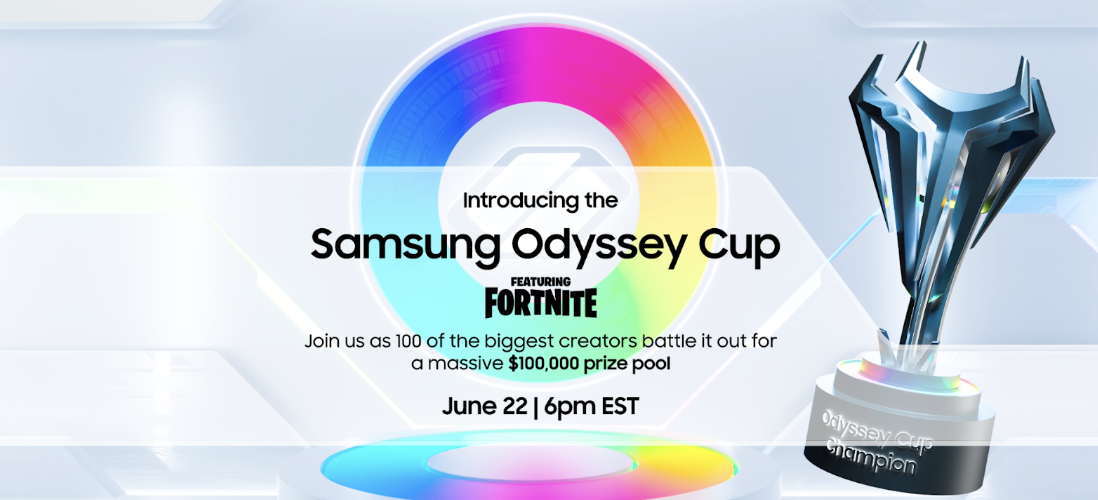 Introducing the
Samsung Odyssey Cup
FEATURING
FORTNITE
Join us as 100 of the biggest creators battle it out for
a massive $100,000 prize pool
June 22 | 6pm EST
Odyssey Cup
Champion